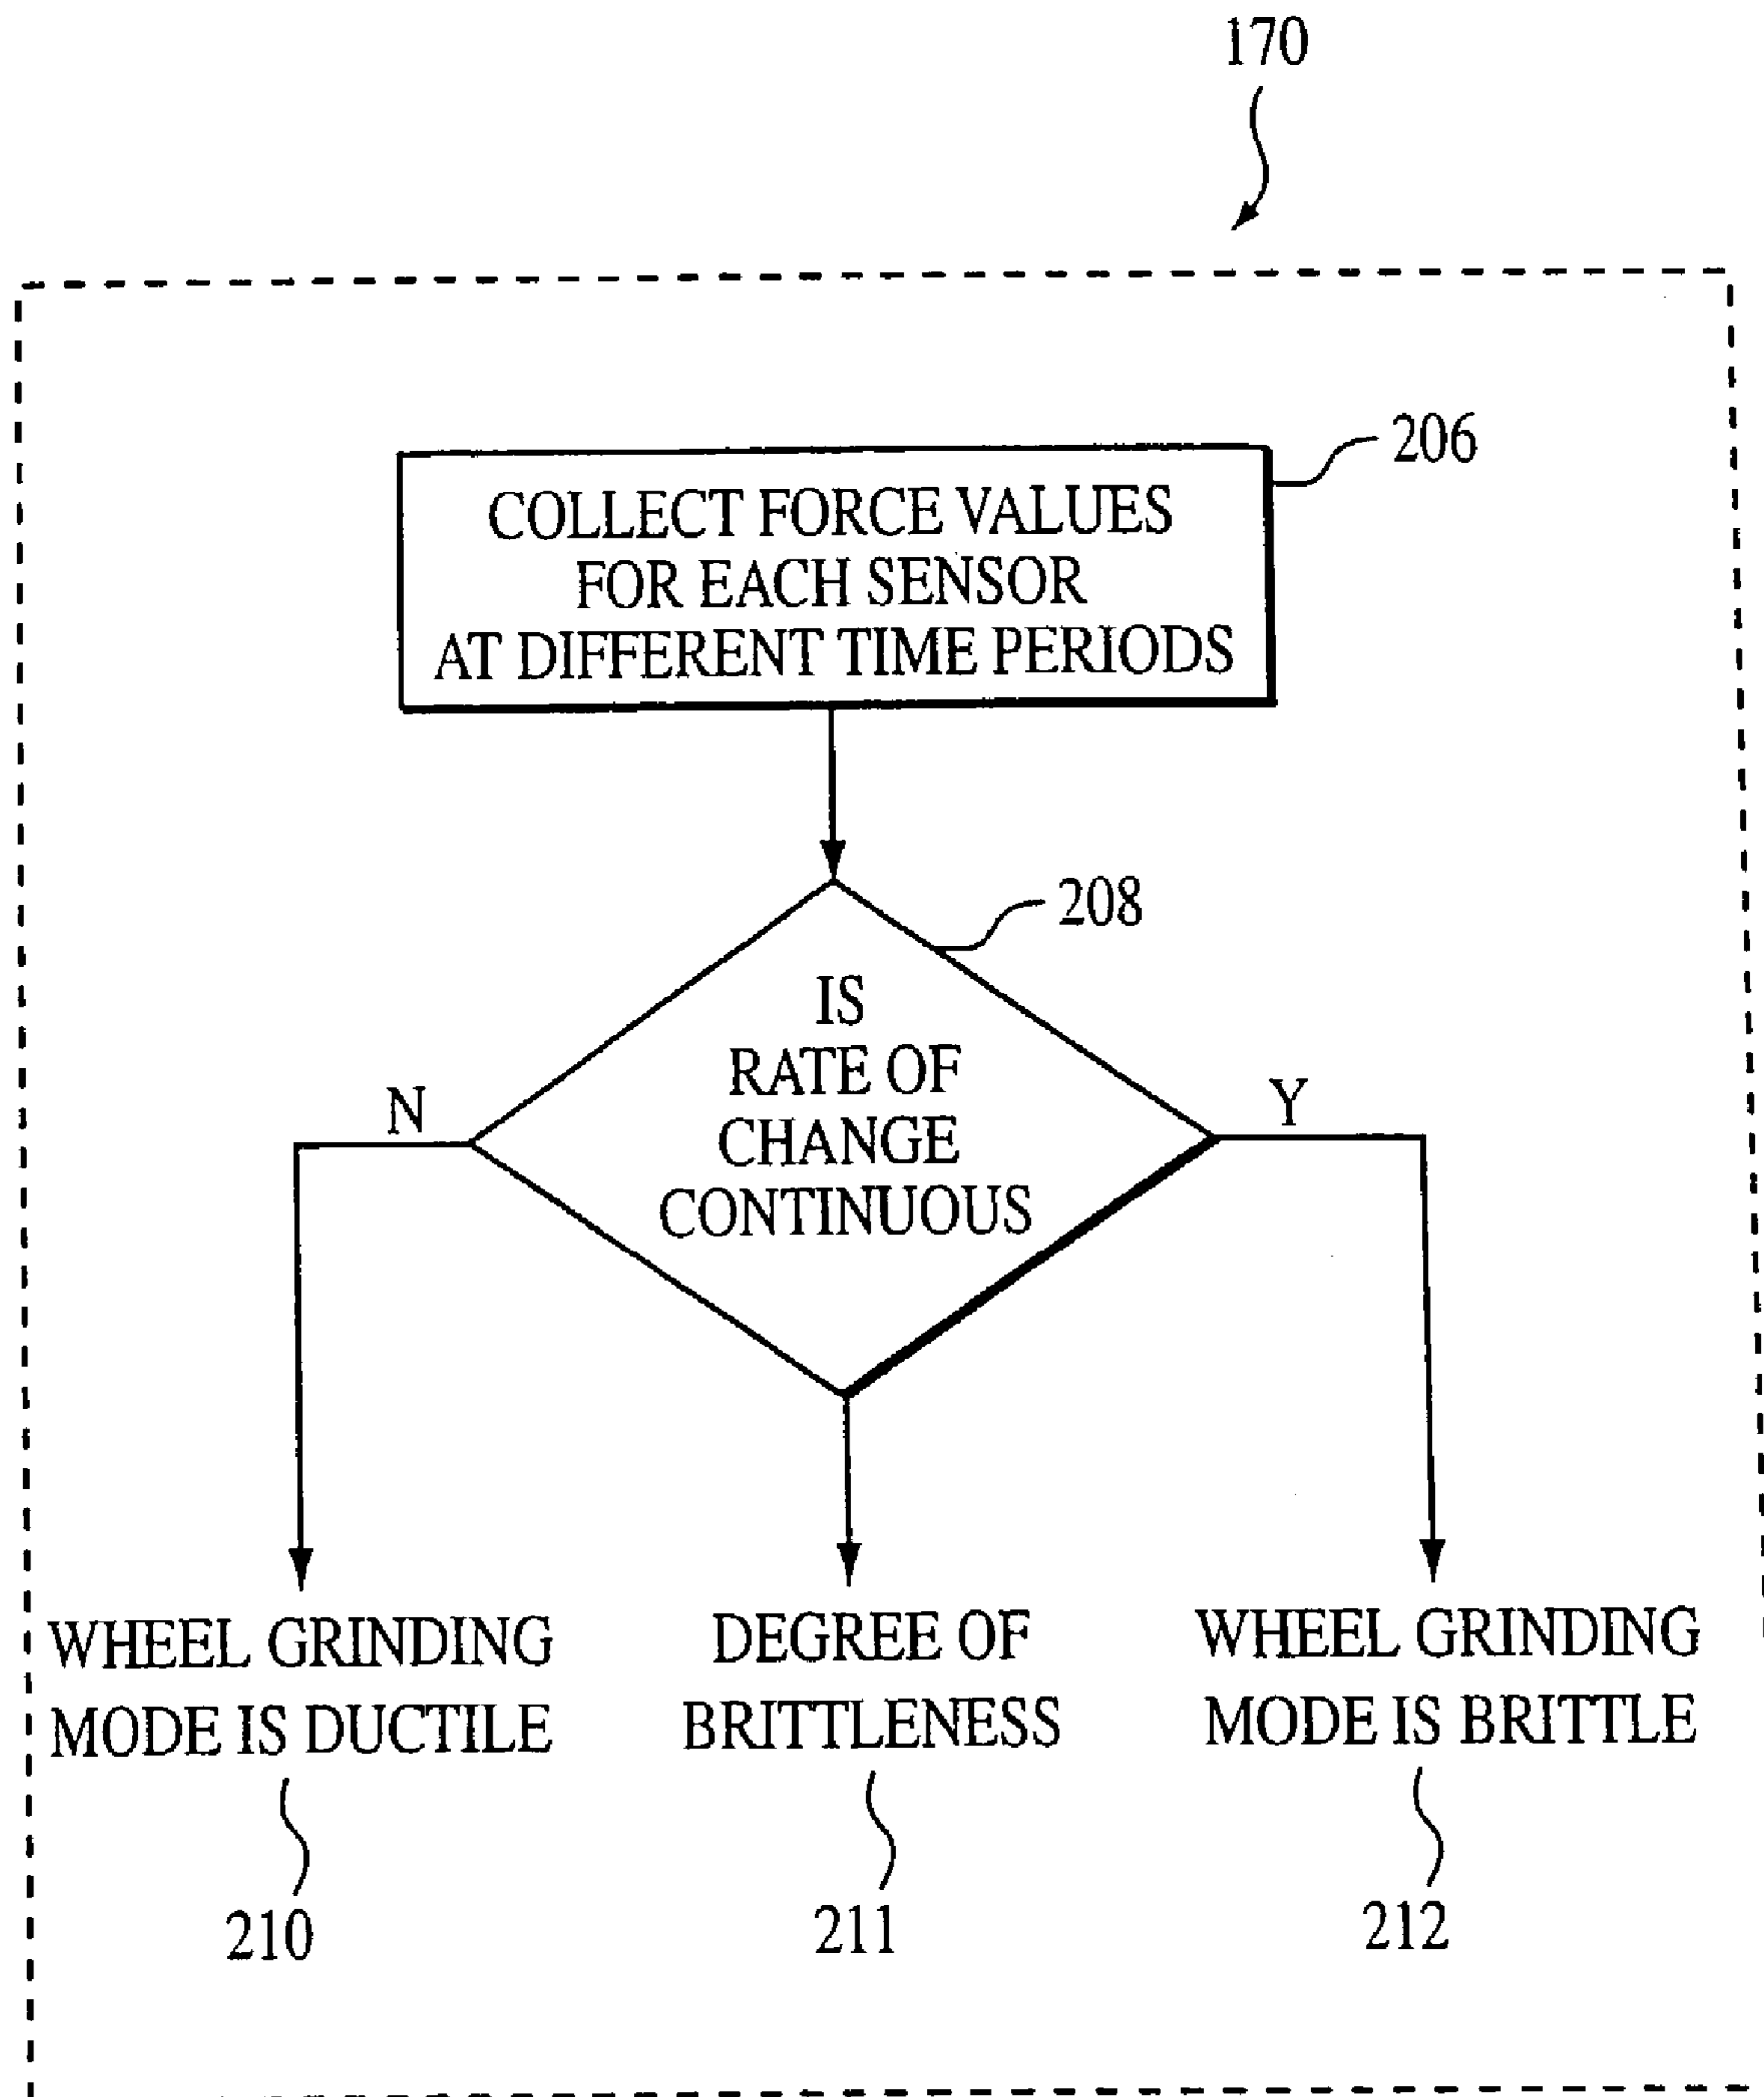 170
206
COLLECT FORCE VALUES
FOR EACH SENSOR
AT DIFFERENT TIME PERIODS
208
IS
RATE OF
CHANGE
CONTINUOUS
N
Y
WHEEL GRINDING
MODE IS DUCTILE
DEGREE OF
BRITTLENESS
WHEEL GRINDING
MODE IS BRITTLE
210
211
212